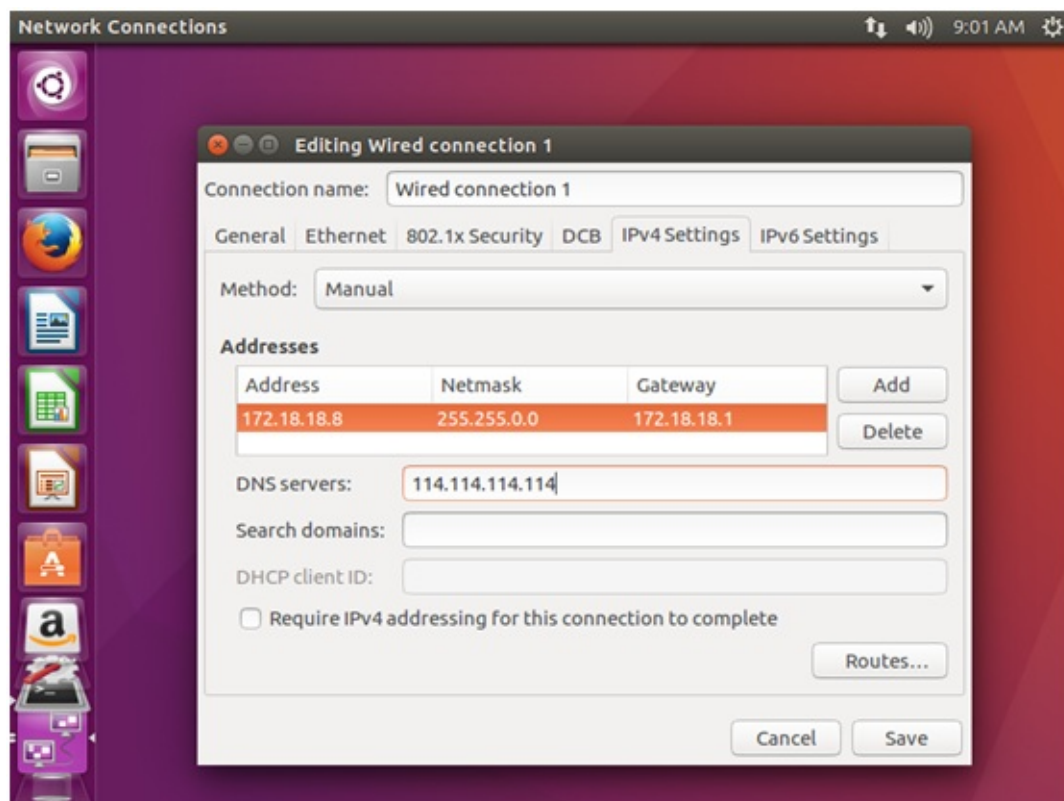 Network Connections 9:01 AM
Editing Wired connection 1
Connection name: Wired connection 1
General Ethernet 802.1x Security DCB IPv4 Settings IPv6 Settings
Method: Manual
Addresses
Address Netmask Gateway Add
172.18.18.8 255.255.0.0 172.18.18.1
Delete
DNS servers: 114.114.114.114
Search domains:
DHCP client ID:
Require IPv4 addressing for this connection to complete
Routes...
Cancel Save